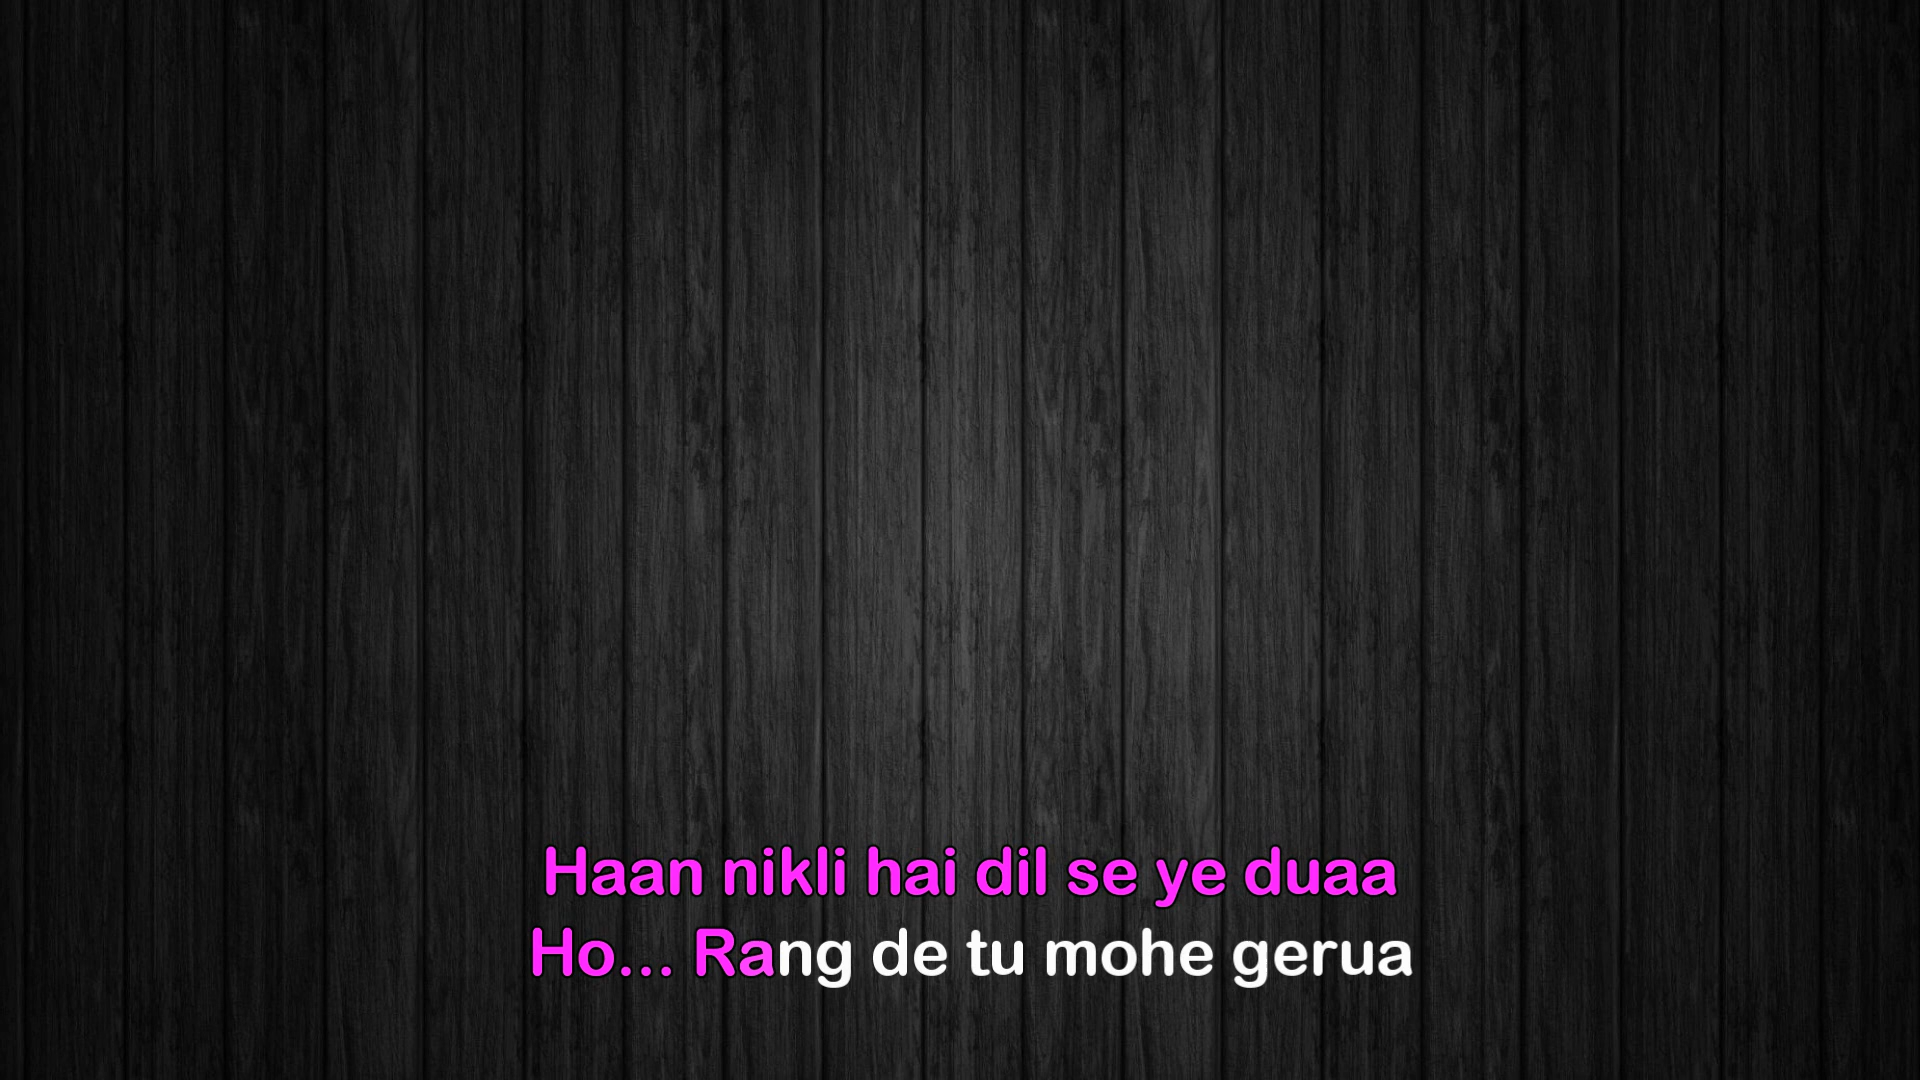 Haan nikli hai dil se ye duaa
Ho... Rang de tu mohe gerua